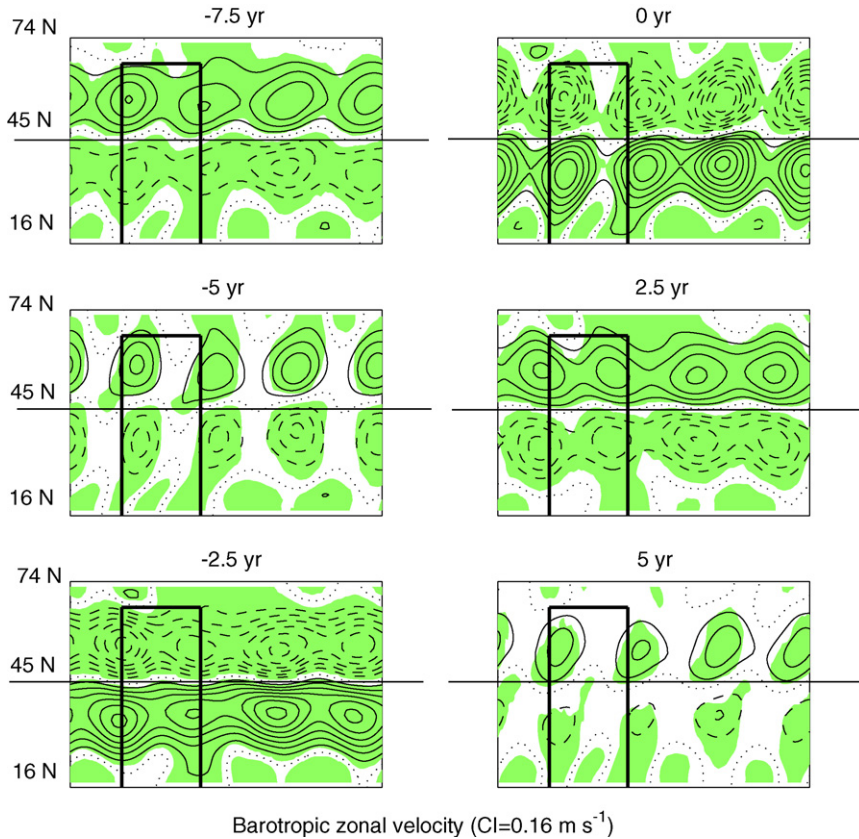 -7.5 yr
0 yr
74 N
45 N
16 N
-5 yr
2.5 yr
74 N
45 N
16 N
-2.5 yr
5 yr
74 N
45 N
16 N
Barotropic zonal velocity (CI=0.16 m s⁻¹)